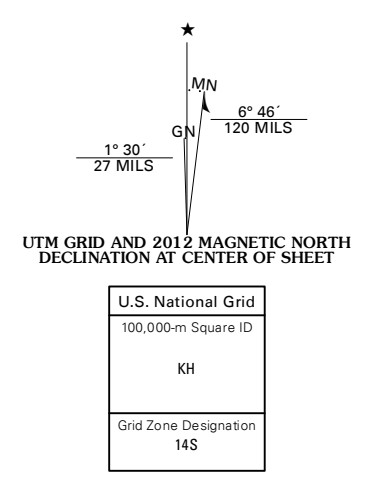 ★
MN
6° 46´
120 MILS
GN
1° 30´
27 MILS
UTM GRID AND 2012 MAGNETIC NORTH
DECLINATION AT CENTER OF SHEET
U.S. National Grid
100,000-m Square ID
KH
Grid Zone Designation
14S